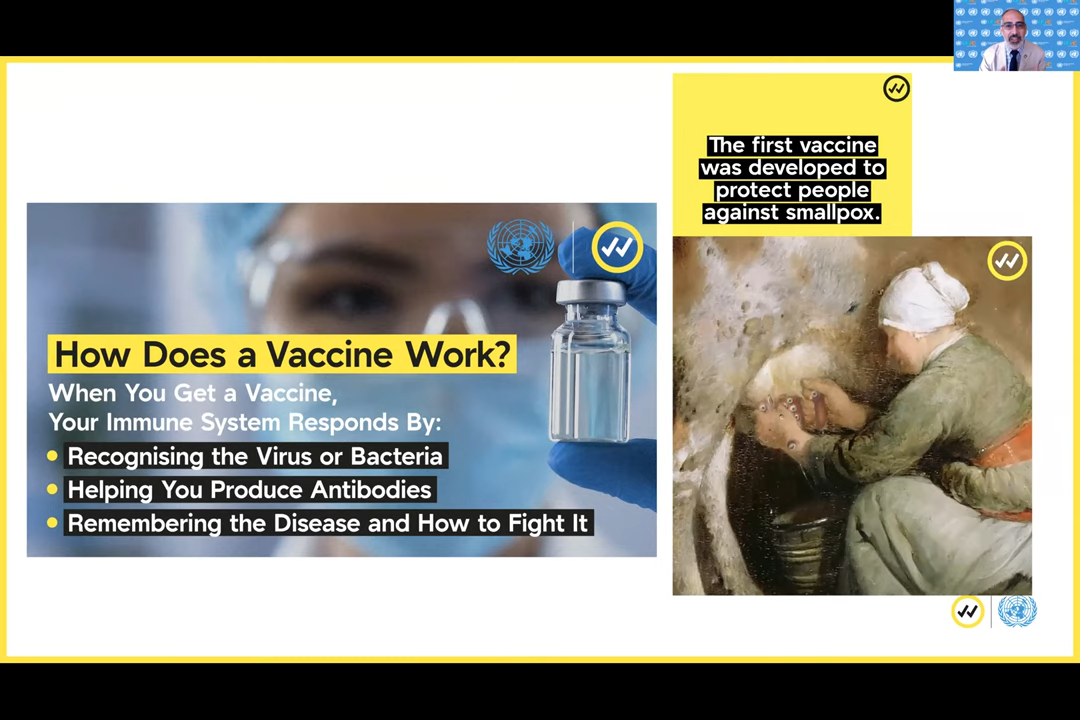 How Does a Vaccine Work?
When You Get a Vaccine,
Your Immune System Responds By:
Recognising the Virus or Bacteria
Helping You Produce Antibodies
Remembering the Disease and How to Fight It
The first vaccine
was developed to
protect people
against smallpox.